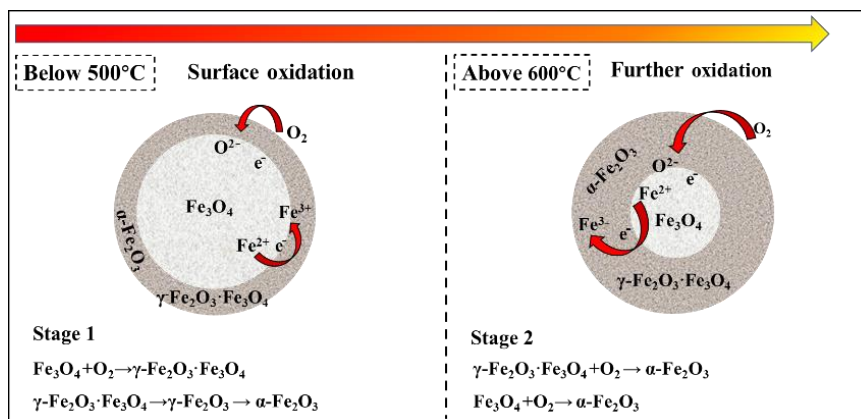 Below 500°C
Surface oxidation
O₂
O²⁻
e⁻
Fe₃O₄
Fe³⁺
Fe²⁺ e⁻
α-Fe₂O₃
γ-Fe₂O₃·Fe₃O₄
Stage 1
Fe₃O₄+O₂→γ-Fe₂O₃·Fe₃O₄
γ-Fe₂O₃·Fe₃O₄→γ-Fe₂O₃→ α-Fe₂O₃
Above 600°C
Further oxidation
O₂
α-Fe₂O₃
O²⁻
e⁻
Fe²⁺
Fe₃O₄
Fe³⁻
e⁻
γ-Fe₂O₃·Fe₃O₄
Stage 2
γ-Fe₂O₃·Fe₃O₄+O₂→ α-Fe₂O₃
Fe₃O₄+O₂→ α-Fe₂O₃